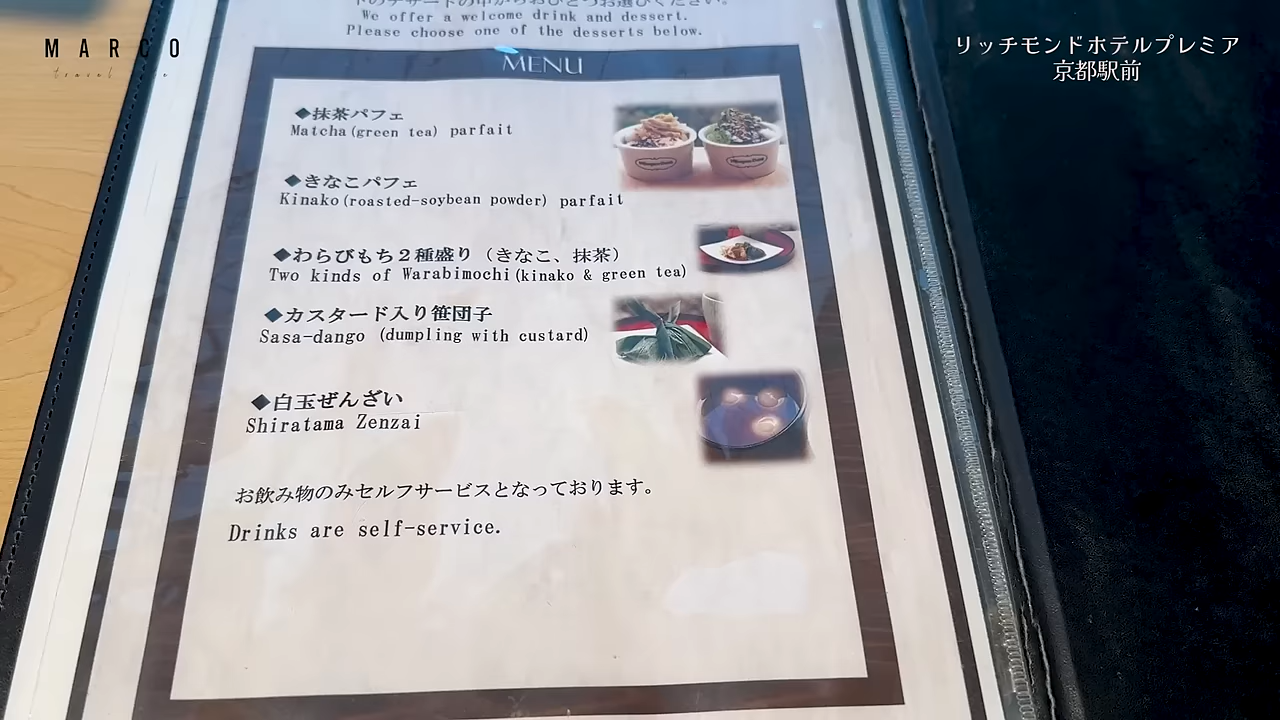 MARCO
リッチモンドホテルプレミア
京都駅前
We offer a welcome drink and dessert.
Please choose one of the desserts below.
MENU
◆抹茶パフェ
Matcha(green tea) parfait
◆きなこパフェ
Kinako(roasted-soybean powder) parfait
◆わらびもち２種盛り（きなこ、抹茶）
Two kinds of Warabimochi(kinako & green tea)
◆カスタード入り笹団子
Sasa-dango (dumpling with custard)
◆白玉ぜんざい
Shiratama Zenzai
お飲み物のみセルフサービスとなっております。
Drinks are self-service.